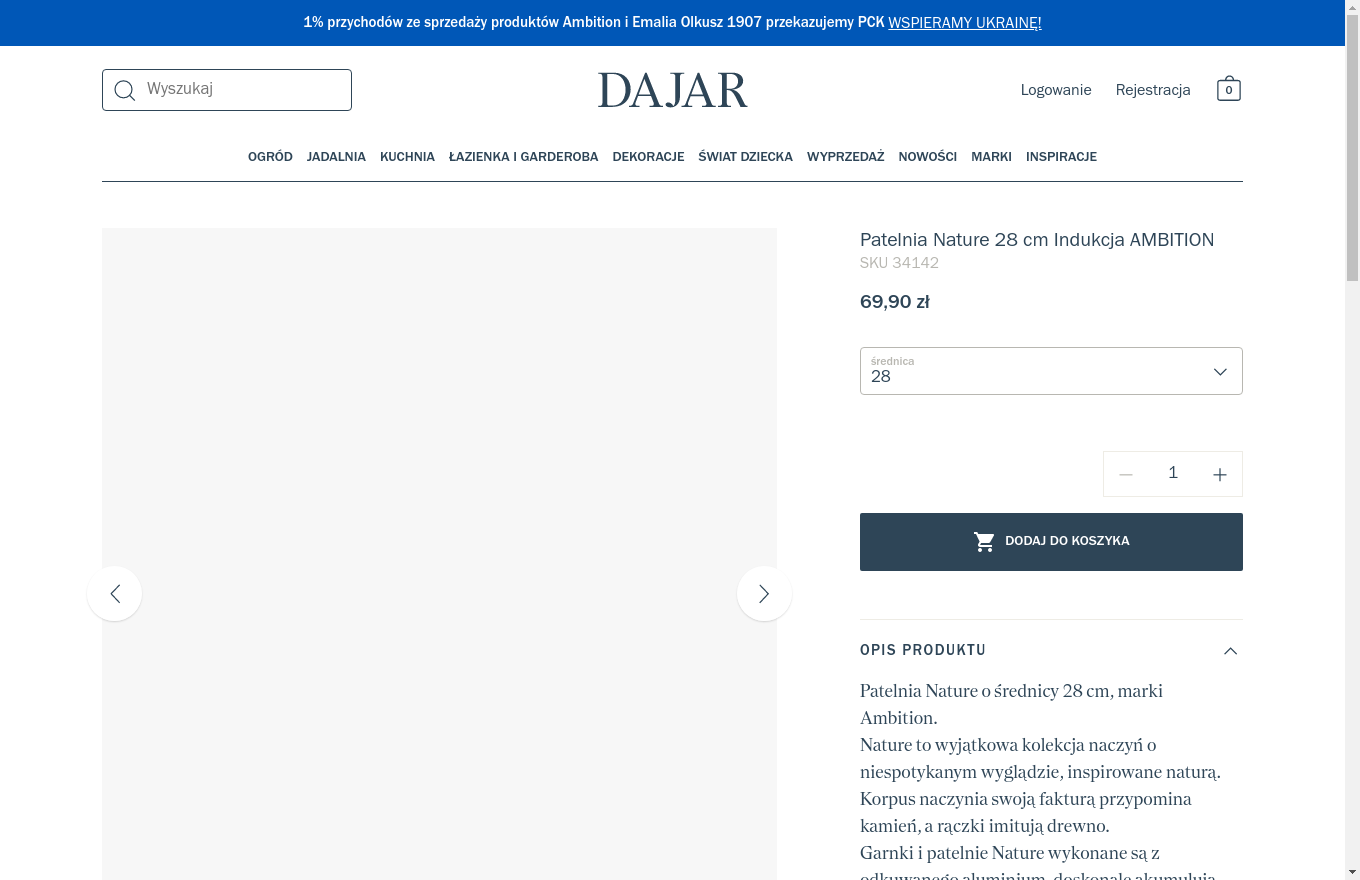 1% przychodów ze sprzedaży produktów Ambition i Emalia Olkusz 1907 przekazujemy PCK WSPIERAMY UKRAINĘ!
Wyszukaj
DAJAR
Logowanie
Rejestracja
0
OGRÓD JADALNIA KUCHNIA ŁAZIENKA I GARDEROBA DEKORACJE ŚWIAT DZIECKA WYPRZEDAŻ NOWOŚCI MARKI INSPIRACJE
Patelnia Nature 28 cm Indukcja AMBITION
SKU 34142
69,90 zł
średnica
28
1
DODAJ DO KOSZYKA
OPIS PRODUKTU
Patelnia Nature o średnicy 28 cm, marki
Ambition.
Nature to wyjątkowa kolekcja naczyń o
niespotykanym wyglądzie, inspirowane naturą.
Korpus naczynia swoją fakturą przypomina
kamień, a rączki imitują drewno.
Garnki i patelnie Nature wykonane są z
odkuwanego aluminium, doskonale akumulują